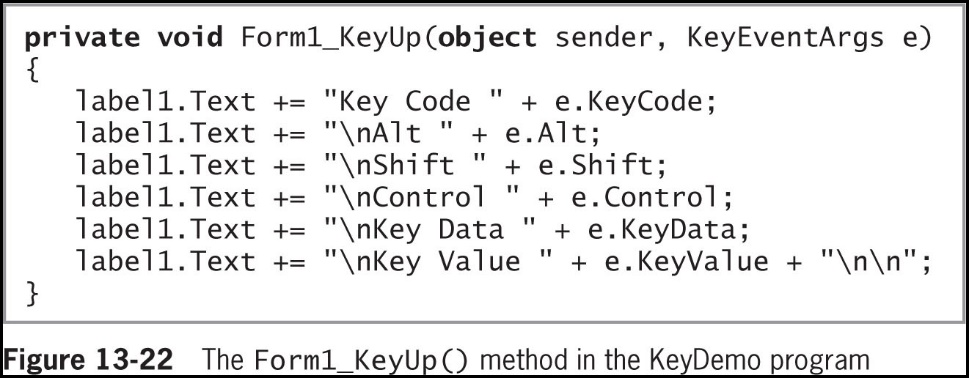 private void Form1_KeyUp(object sender, KeyEventArgs e)
{
   label1.Text += "Key Code " + e.KeyCode;
   label1.Text += "\nAlt " + e.Alt;
   label1.Text += "\nShift " + e.Shift;
   label1.Text += "\nControl " + e.Control;
   label1.Text += "\nKey Data " + e.KeyData;
   label1.Text += "\nKey Value " + e.KeyValue + "\n\n";
}
Figure 13-22 The Form1_KeyUp() method in the KeyDemo program